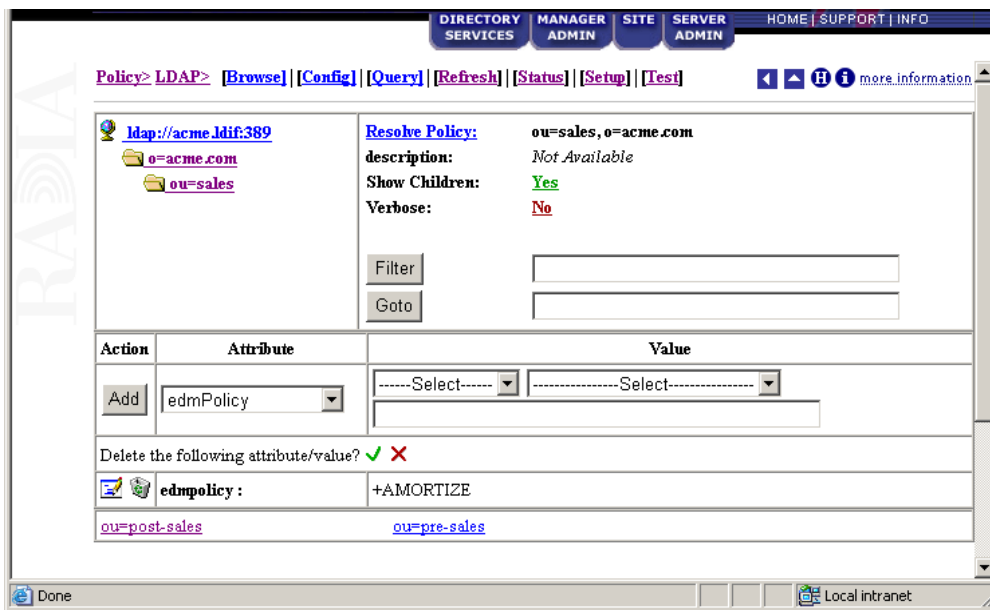 DIRECTORY SERVICES MANAGER ADMIN SITE SERVER ADMIN HOME | SUPPORT | INFO
Policy> LDAP> [Browse] | [Config] | [Query] | [Refresh] | [Status] | [Setup] | [Test] H i more information
RADIA
ldap://acme.ldif:389
o=acme.com
ou=sales
Resolve Policy: ou=sales, o=acme.com
description: Not Available
Show Children: Yes
Verbose: No
Filter
Goto
Action Attribute Value
Add edmPolicy ------Select------ ----------------Select----------------
Delete the following attribute/value?
edmpolicy : +AMORTIZE
ou=post-sales ou=pre-sales
Done Local intranet